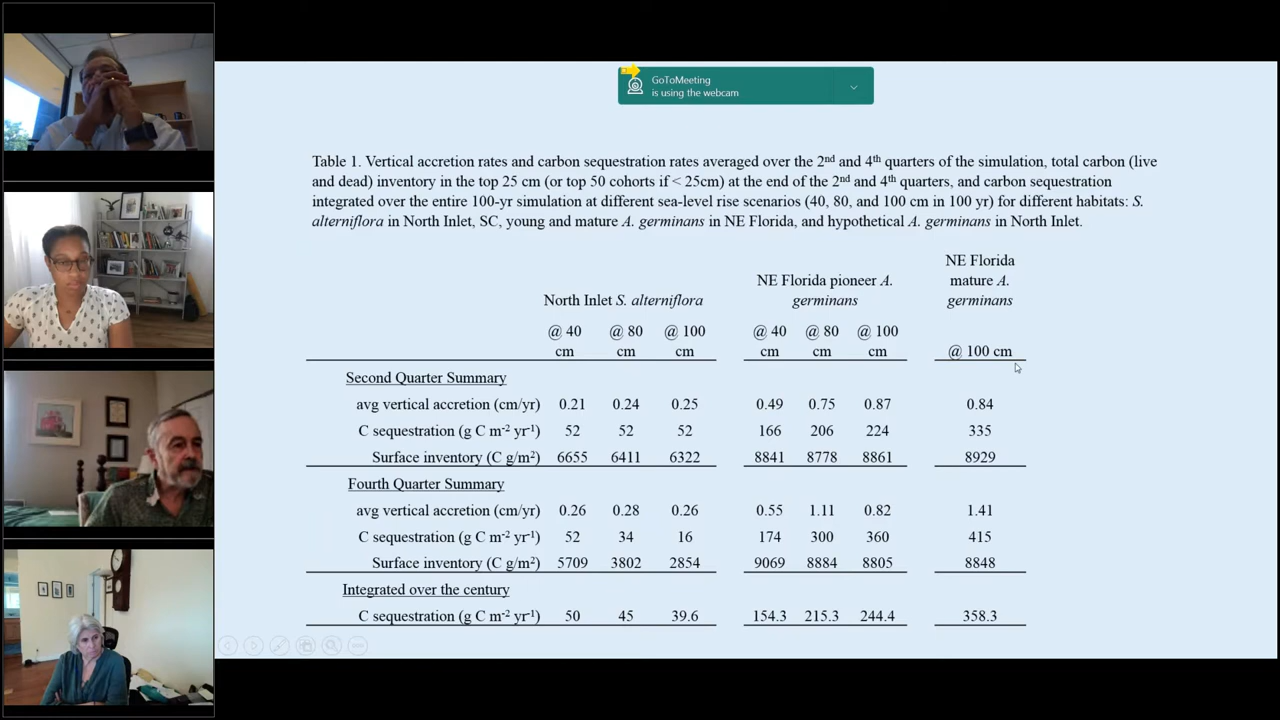 GoToMeeting
is using the webcam
Table 1. Vertical accretion rates and carbon sequestration rates averaged over the 2nd and 4th quarters of the simulation, total carbon (live
and dead) inventory in the top 25 cm (or top 50 cohorts if < 25cm) at the end of the 2nd and 4th quarters, and carbon sequestration
integrated over the entire 100-yr simulation at different sea-level rise scenarios (40, 80, and 100 cm in 100 yr) for different habitats: S.
alterniflora in North Inlet, SC, young and mature A. germinans in NE Florida, and hypothetical A. germinans in North Inlet.
North Inlet S. alterniflora
NE Florida pioneer A.
germinans
NE Florida
mature A.
germinans
@ 40 cm @ 80 cm @ 100 cm @ 40 cm @ 80 cm @ 100 cm @ 100 cm
Second Quarter Summary
avg vertical accretion (cm/yr) 0.21 0.24 0.25 0.49 0.75 0.87 0.84
C sequestration (g C m-2 yr-1) 52 52 52 166 206 224 335
Surface inventory (C g/m2) 6655 6411 6322 8841 8778 8861 8929
Fourth Quarter Summary
avg vertical accretion (cm/yr) 0.26 0.28 0.26 0.55 1.11 0.82 1.41
C sequestration (g C m-2 yr-1) 52 34 16 174 300 360 415
Surface inventory (C g/m2) 5709 3802 2854 9069 8884 8805 8848
Integrated over the century
C sequestration (g C m-2 yr-1) 50 45 39.6 154.3 215.3 244.4 358.3